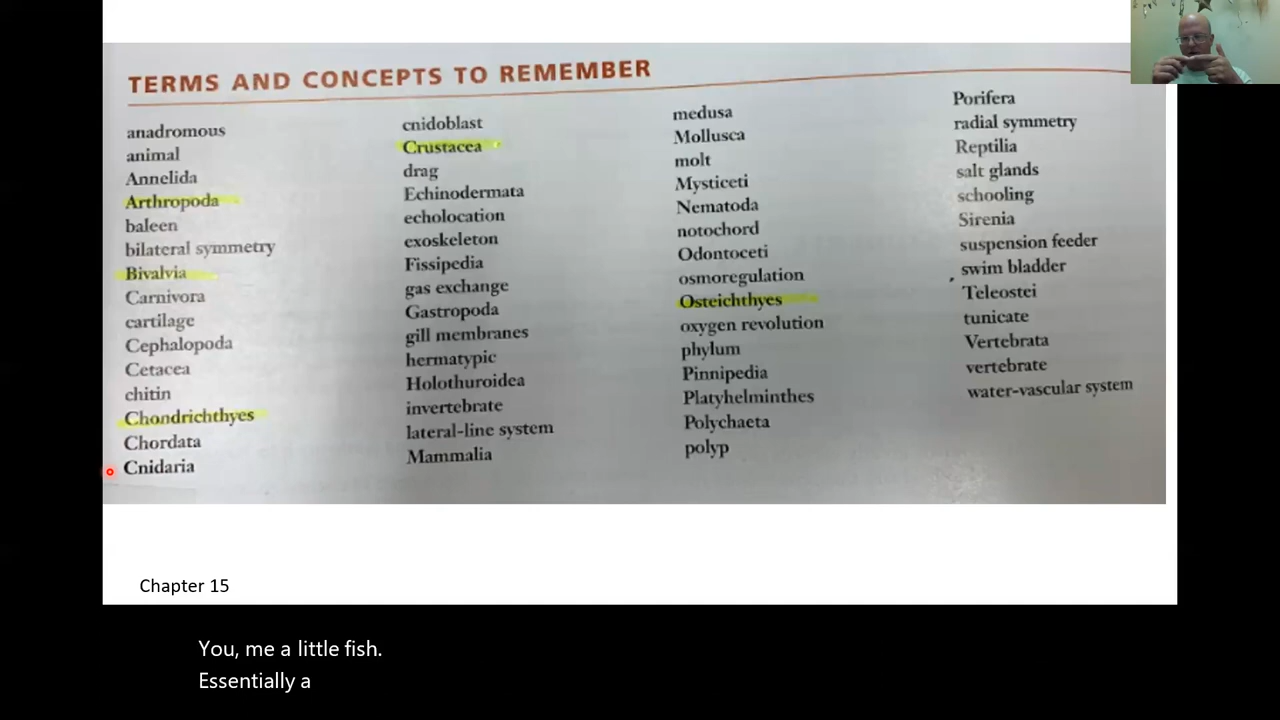 TERMS AND CONCEPTS TO REMEMBER
anadromous
animal
Annelida
Arthropoda
baleen
bilateral symmetry
Bivalvia
Carnivora
cartilage
Cephalopoda
Cetacea
chitin
Chondrichthyes
Chordata
Cnidaria
cnidoblast
Crustacea
drag
Echinodermata
echolocation
exoskeleton
Fissipedia
gas exchange
Gastropoda
gill membranes
hermatypic
Holothuroidea
invertebrate
lateral-line system
Mammalia
medusa
Mollusca
molt
Mysticeti
Nematoda
notochord
Odontoceti
osmoregulation
Osteichthyes
oxygen revolution
phylum
Pinnipedia
Platyhelminthes
Polychaeta
polyp
Porifera
radial symmetry
Reptilia
salt glands
schooling
Sirenia
suspension feeder
swim bladder
Teleostei
tunicate
Vertebrata
vertebrate
water-vascular system
Chapter 15
You, me a little fish.
Essentially a